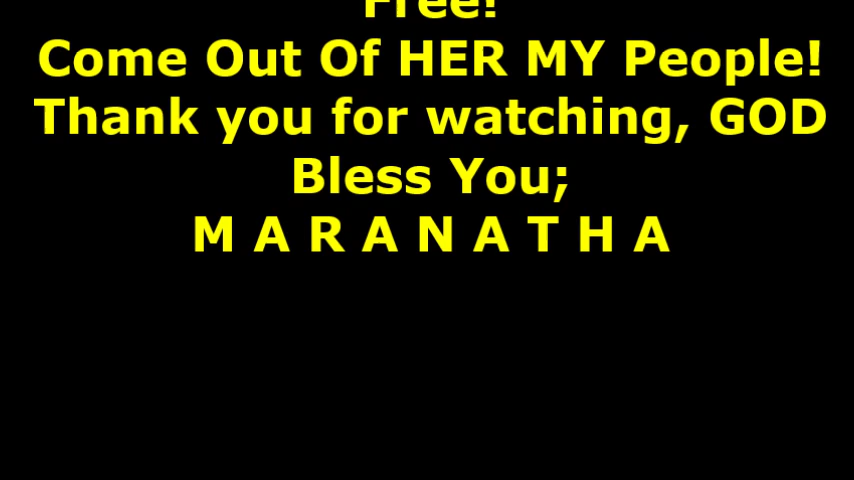 Free!
Come Out Of HER MY People!
Thank you for watching, GOD
Bless You;
M A R A N A T H A